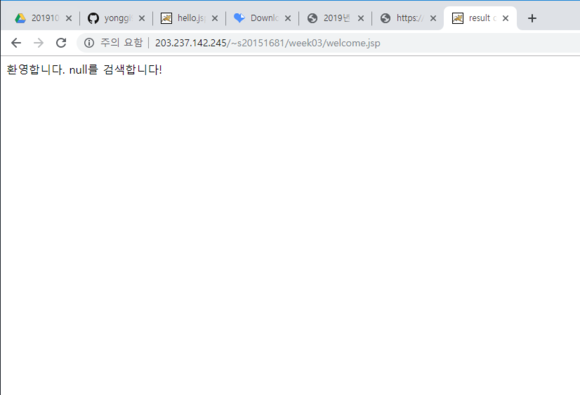 201910
yonggi
hello.js
Downlo
2019년
https:/
result o
주의 요함 203.237.142.245/~s20151681/week03/welcome.jsp
환영합니다. null를 검색합니다!